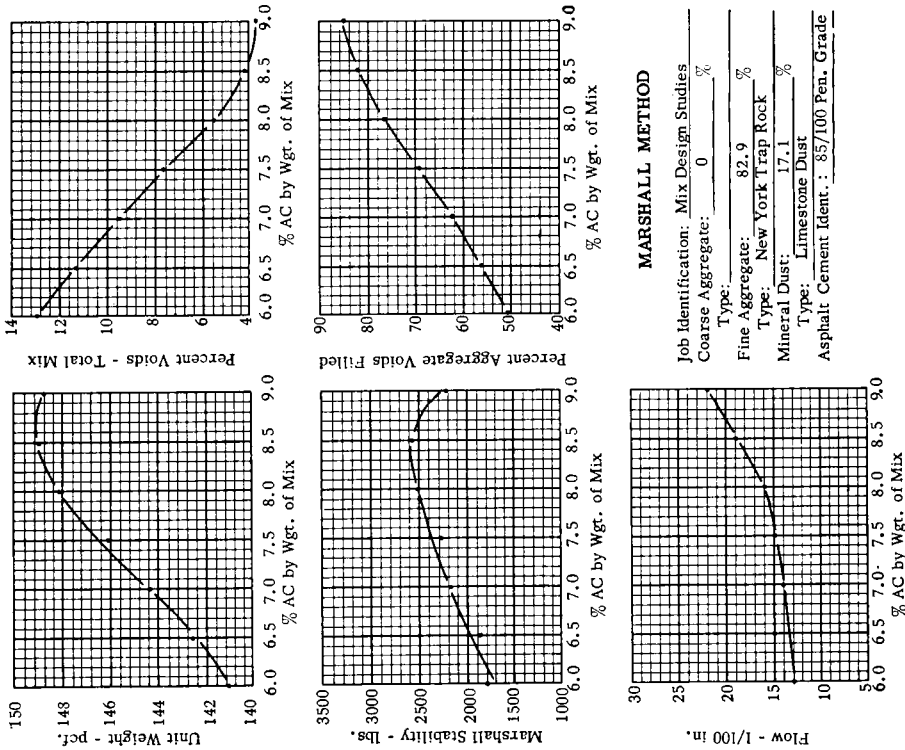 150
148
146
144
142
140
Unit Weight - pcf.
6.0 6.5 7.0 7.5 8.0 8.5 9.0
% AC by Wgt. of Mix
14
12
10
8
6
4
Percent Voids - Total Mix
6.0 6.5 7.0 7.5 8.0 8.5 9.0
% AC by Wgt. of Mix
3500
3000
2500
2000
1500
1000
Marshall Stability - lbs.
6.0 6.5 7.0 7.5 8.0 8.5 9.0
% AC by Wgt. of Mix
90
80
70
60
50
40
Percent Aggregate Voids Filled
6.0 6.5 7.0 7.5 8.0 8.5 9.0
% AC by Wgt. of Mix
30
25
20
15
10
5
Flow - 1/100 in.
6.0 6.5 7.0 7.5 8.0 8.5 9.0
% AC by Wgt. of Mix
MARSHALL METHOD
Job Identification: Mix Design Studies
Coarse Aggregate: 0 %
Type:
Fine Aggregate: 82.9 %
Type: New York Trap Rock
Mineral Dust: 17.1 %
Type: Limestone Dust
Asphalt Cement Ident.: 85/100 Pen. Grade